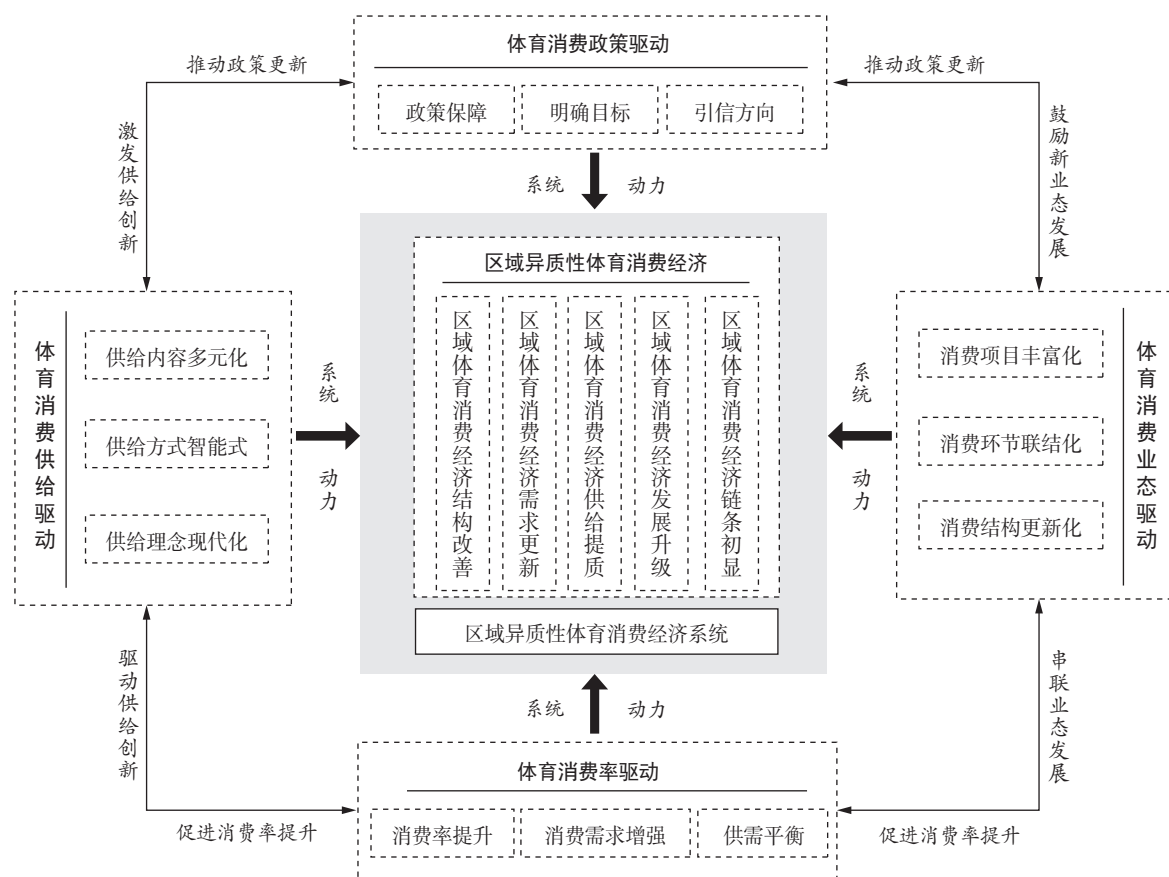 体育消费政策驱动
推动政策更新
推动政策更新
政策保障
明确目标
引信方向
激发供给创新
鼓励新业态发展
系统
动力
区域异质性体育消费经济
区域体育消费经济结构改善
区域体育消费经济需求更新
区域体育消费经济供给提质
区域体育消费经济发展升级
区域体育消费经济链条初显
区域异质性体育消费经济系统
体育消费供给驱动
供给内容多元化
供给方式智能式
供给理念现代化
系统
动力
系统
动力
消费项目丰富化
消费环节联结化
消费结构更新化
体育消费业态驱动
驱动供给创新
串联业态发展
系统
动力
体育消费率驱动
消费率提升
消费需求增强
供需平衡
促进消费率提升
促进消费率提升